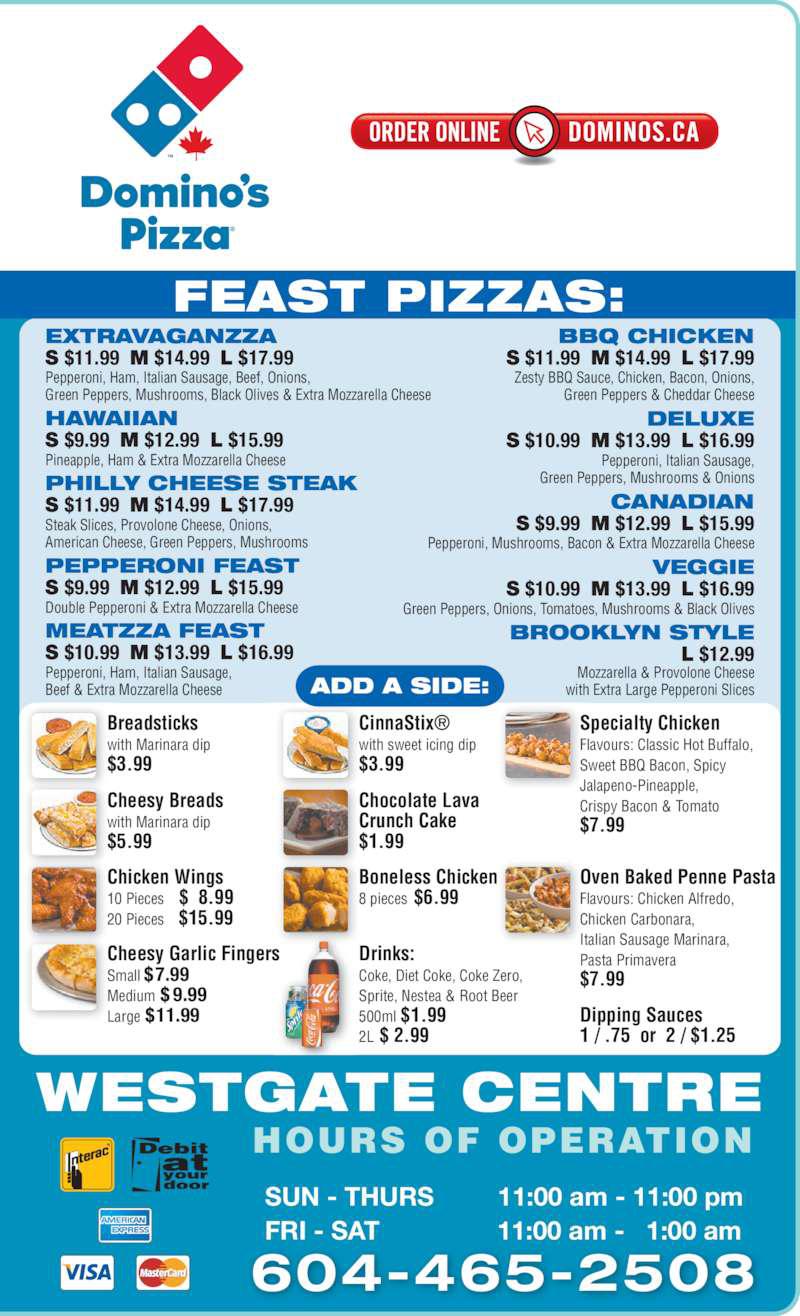 Domino's
Pizza
ORDER ONLINE DOMINOS.CA
FEAST PIZZAS:
EXTRAVAGANZZA
S $11.99 M $14.99 L $17.99
Pepperoni, Ham, Italian Sausage, Beef, Onions,
Green Peppers, Mushrooms, Black Olives & Extra Mozzarella Cheese
HAWAIIAN
S $9.99 M $12.99 L $15.99
Pineapple, Ham & Extra Mozzarella Cheese
PHILLY CHEESE STEAK
S $11.99 M $14.99 L $17.99
Steak Slices, Provolone Cheese, Onions,
American Cheese, Green Peppers, Mushrooms
PEPPERONI FEAST
S $9.99 M $12.99 L $15.99
Double Pepperoni & Extra Mozzarella Cheese
MEATZZA FEAST
S $10.99 M $13.99 L $16.99
Pepperoni, Ham, Italian Sausage,
Beef & Extra Mozzarella Cheese
BBQ CHICKEN
S $11.99 M $14.99 L $17.99
Zesty BBQ Sauce, Chicken, Bacon, Onions,
Green Peppers & Cheddar Cheese
DELUXE
S $10.99 M $13.99 L $16.99
Pepperoni, Italian Sausage,
Green Peppers, Mushrooms & Onions
CANADIAN
S $9.99 M $12.99 L $15.99
Pepperoni, Mushrooms, Bacon & Extra Mozzarella Cheese
VEGGIE
S $10.99 M $13.99 L $16.99
Green Peppers, Onions, Tomatoes, Mushrooms & Black Olives
BROOKLYN STYLE
L $12.99
Mozzarella & Provolone Cheese
with Extra Large Pepperoni Slices
ADD A SIDE:
Breadsticks
with Marinara dip
$3.99
Cheesy Breads
with Marinara dip
$5.99
Chicken Wings
10 Pieces $ 8.99
20 Pieces $15.99
Cheesy Garlic Fingers
Small $7.99
Medium $9.99
Large $11.99
CinnaStix®
with sweet icing dip
$3.99
Chocolate Lava
Crunch Cake
$1.99
Boneless Chicken
8 pieces $6.99
Drinks:
Coke, Diet Coke, Coke Zero,
Sprite, Nestea & Root Beer
500ml $1.99
2L $ 2.99
Specialty Chicken
Flavours: Classic Hot Buffalo,
Sweet BBQ Bacon, Spicy
Jalapeno-Pineapple,
Crispy Bacon & Tomato
$7.99
Oven Baked Penne Pasta
Flavours: Chicken Alfredo,
Chicken Carbonara,
Italian Sausage Marinara,
Pasta Primavera
$7.99
Dipping Sauces
1 / .75 or 2 / $1.25
WESTGATE CENTRE
HOURS OF OPERATION
SUN - THURS 11:00 am - 11:00 pm
FRI - SAT 11:00 am - 1:00 am
604-465-2508
Interac
Debit
at
your
door
AMERICAN
EXPRESS
VISA
MasterCard